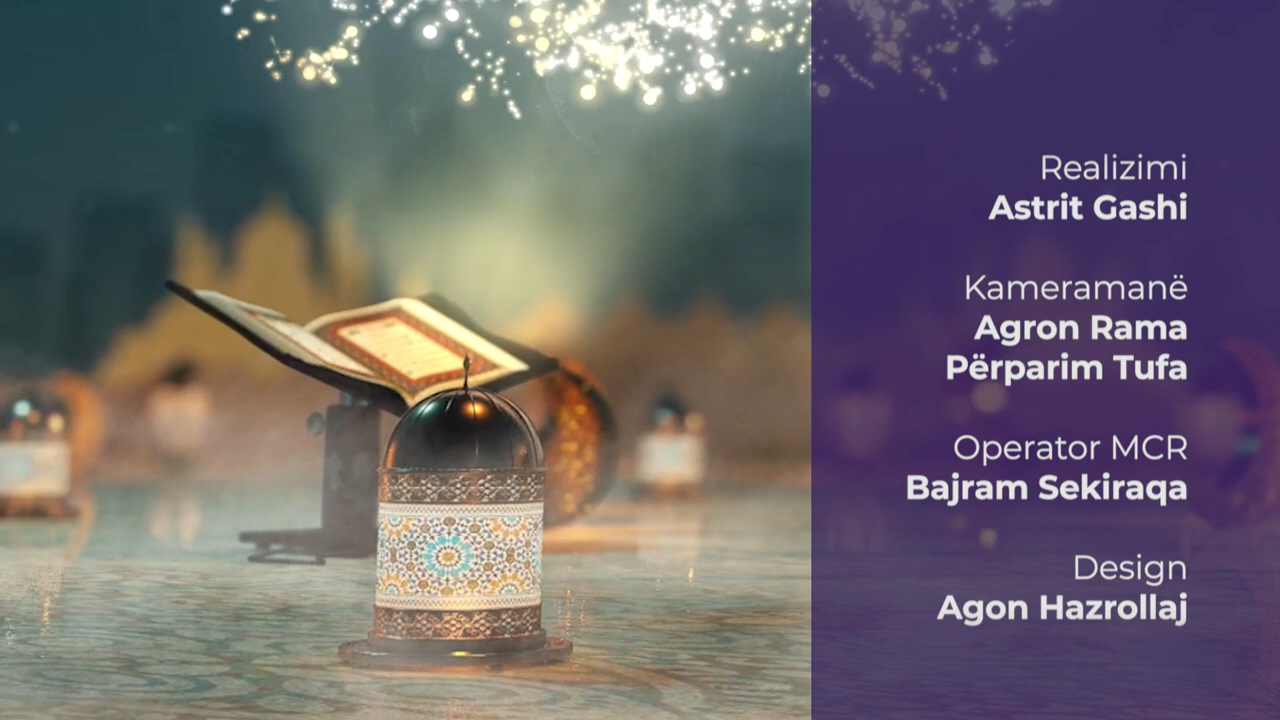 Realizimi
Astrit Gashi
Kameramanë
Agron Rama
Përparim Tufa
Operator MCR
Bajram Sekiraqa
Design
Agon Hazrollaj